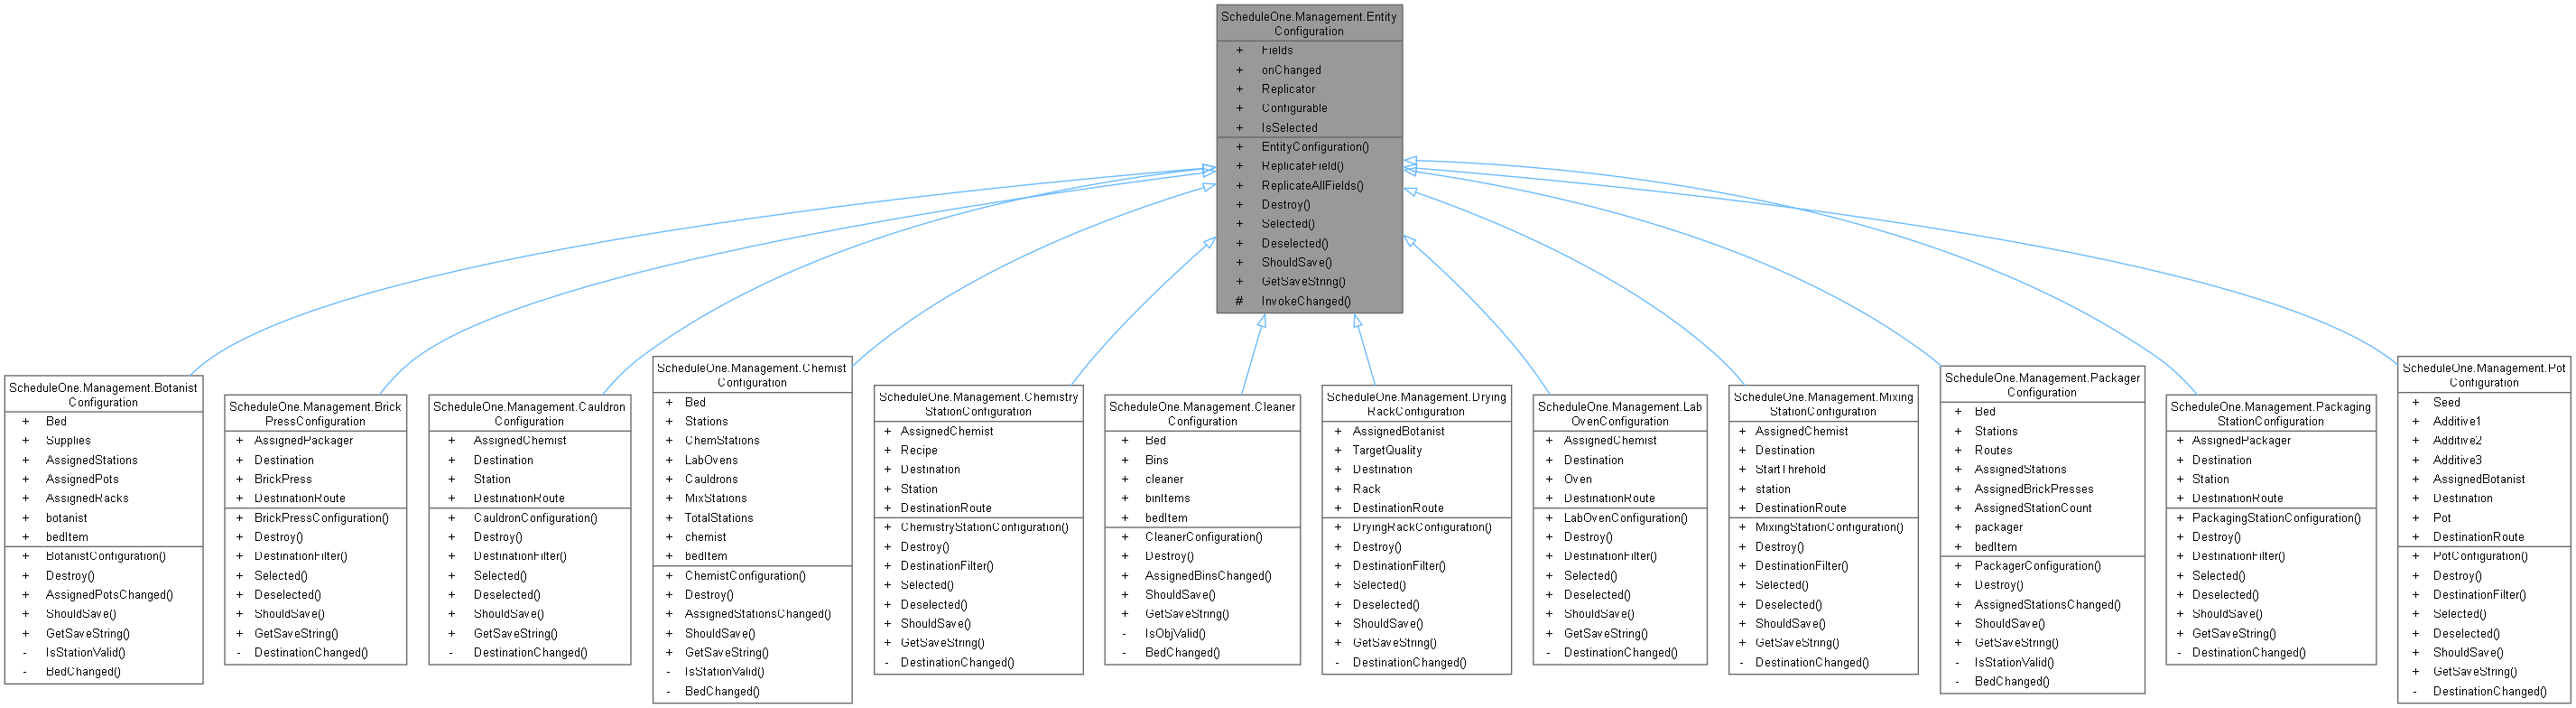 ScheduleOne.Management.Entity
Configuration
+ Fields
+ onChanged
+ Replicator
+ Configurable
+ IsSelected
+ EntityConfiguration()
+ ReplicateField()
+ ReplicateAllFields()
+ Destroy()
+ Selected()
+ Deselected()
+ ShouldSave()
+ GetSaveString()
# InvokeChanged()
ScheduleOne.Management.Botanist
Configuration
+ Bed
+ Supplies
+ AssignedStations
+ AssignedPots
+ AssignedRacks
+ botanist
+ bedItem
+ BotanistConfiguration()
+ Destroy()
+ AssignedPotsChanged()
+ ShouldSave()
+ GetSaveString()
- IsStationValid()
- BedChanged()
ScheduleOne.Management.Brick
PressConfiguration
+ AssignedPackager
+ Destination
+ BrickPress
+ DestinationRoute
+ BrickPressConfiguration()
+ Destroy()
+ DestinationFilter()
+ Selected()
+ Deselected()
+ ShouldSave()
+ GetSaveString()
- DestinationChanged()
ScheduleOne.Management.Cauldron
Configuration
+ AssignedChemist
+ Destination
+ Station
+ DestinationRoute
+ CauldronConfiguration()
+ Destroy()
+ DestinationFilter()
+ Selected()
+ Deselected()
+ ShouldSave()
+ GetSaveString()
- DestinationChanged()
ScheduleOne.Management.Chemist
Configuration
+ Bed
+ Stations
+ ChemStations
+ LabOvens
+ Cauldrons
+ MixStations
+ TotalStations
+ chemist
+ bedItem
+ ChemistConfiguration()
+ Destroy()
+ AssignedStationsChanged()
+ ShouldSave()
+ GetSaveString()
- IsStationValid()
- BedChanged()
ScheduleOne.Management.Chemistry
StationConfiguration
+ AssignedChemist
+ Recipe
+ Destination
+ Station
+ DestinationRoute
+ ChemistryStationConfiguration()
+ Destroy()
+ DestinationFilter()
+ Selected()
+ Deselected()
+ ShouldSave()
+ GetSaveString()
- DestinationChanged()
ScheduleOne.Management.Cleaner
Configuration
+ Bed
+ Bins
+ cleaner
+ binItems
+ bedItem
+ CleanerConfiguration()
+ Destroy()
+ AssignedBinsChanged()
+ ShouldSave()
+ GetSaveString()
- IsObjValid()
- BedChanged()
ScheduleOne.Management.Drying
RackConfiguration
+ AssignedBotanist
+ TargetQuality
+ Destination
+ Rack
+ DestinationRoute
+ DryingRackConfiguration()
+ Destroy()
+ DestinationFilter()
+ Selected()
+ Deselected()
+ ShouldSave()
+ GetSaveString()
- DestinationChanged()
ScheduleOne.Management.Lab
OvenConfiguration
+ AssignedChemist
+ Destination
+ Oven
+ DestinationRoute
+ LabOvenConfiguration()
+ Destroy()
+ DestinationFilter()
+ Selected()
+ Deselected()
+ ShouldSave()
+ GetSaveString()
- DestinationChanged()
ScheduleOne.Management.Mixing
StationConfiguration
+ AssignedChemist
+ Destination
+ StartThrehold
+ station
+ DestinationRoute
+ MixingStationConfiguration()
+ Destroy()
+ DestinationFilter()
+ Selected()
+ Deselected()
+ ShouldSave()
+ GetSaveString()
- DestinationChanged()
ScheduleOne.Management.Packager
Configuration
+ Bed
+ Stations
+ Routes
+ AssignedStations
+ AssignedBrickPresses
+ AssignedStationCount
+ packager
+ bedItem
+ PackagerConfiguration()
+ Destroy()
+ AssignedStationsChanged()
+ ShouldSave()
+ GetSaveString()
- IsStationValid()
- BedChanged()
ScheduleOne.Management.Packaging
StationConfiguration
+ AssignedPackager
+ Destination
+ Station
+ DestinationRoute
+ PackagingStationConfiguration()
+ Destroy()
+ DestinationFilter()
+ Selected()
+ Deselected()
+ ShouldSave()
+ GetSaveString()
- DestinationChanged()
ScheduleOne.Management.Pot
Configuration
+ Seed
+ Additive1
+ Additive2
+ Additive3
+ AssignedBotanist
+ Destination
+ Pot
+ DestinationRoute
+ PotConfiguration()
+ Destroy()
+ DestinationFilter()
+ Selected()
+ Deselected()
+ ShouldSave()
+ GetSaveString()
- DestinationChanged()